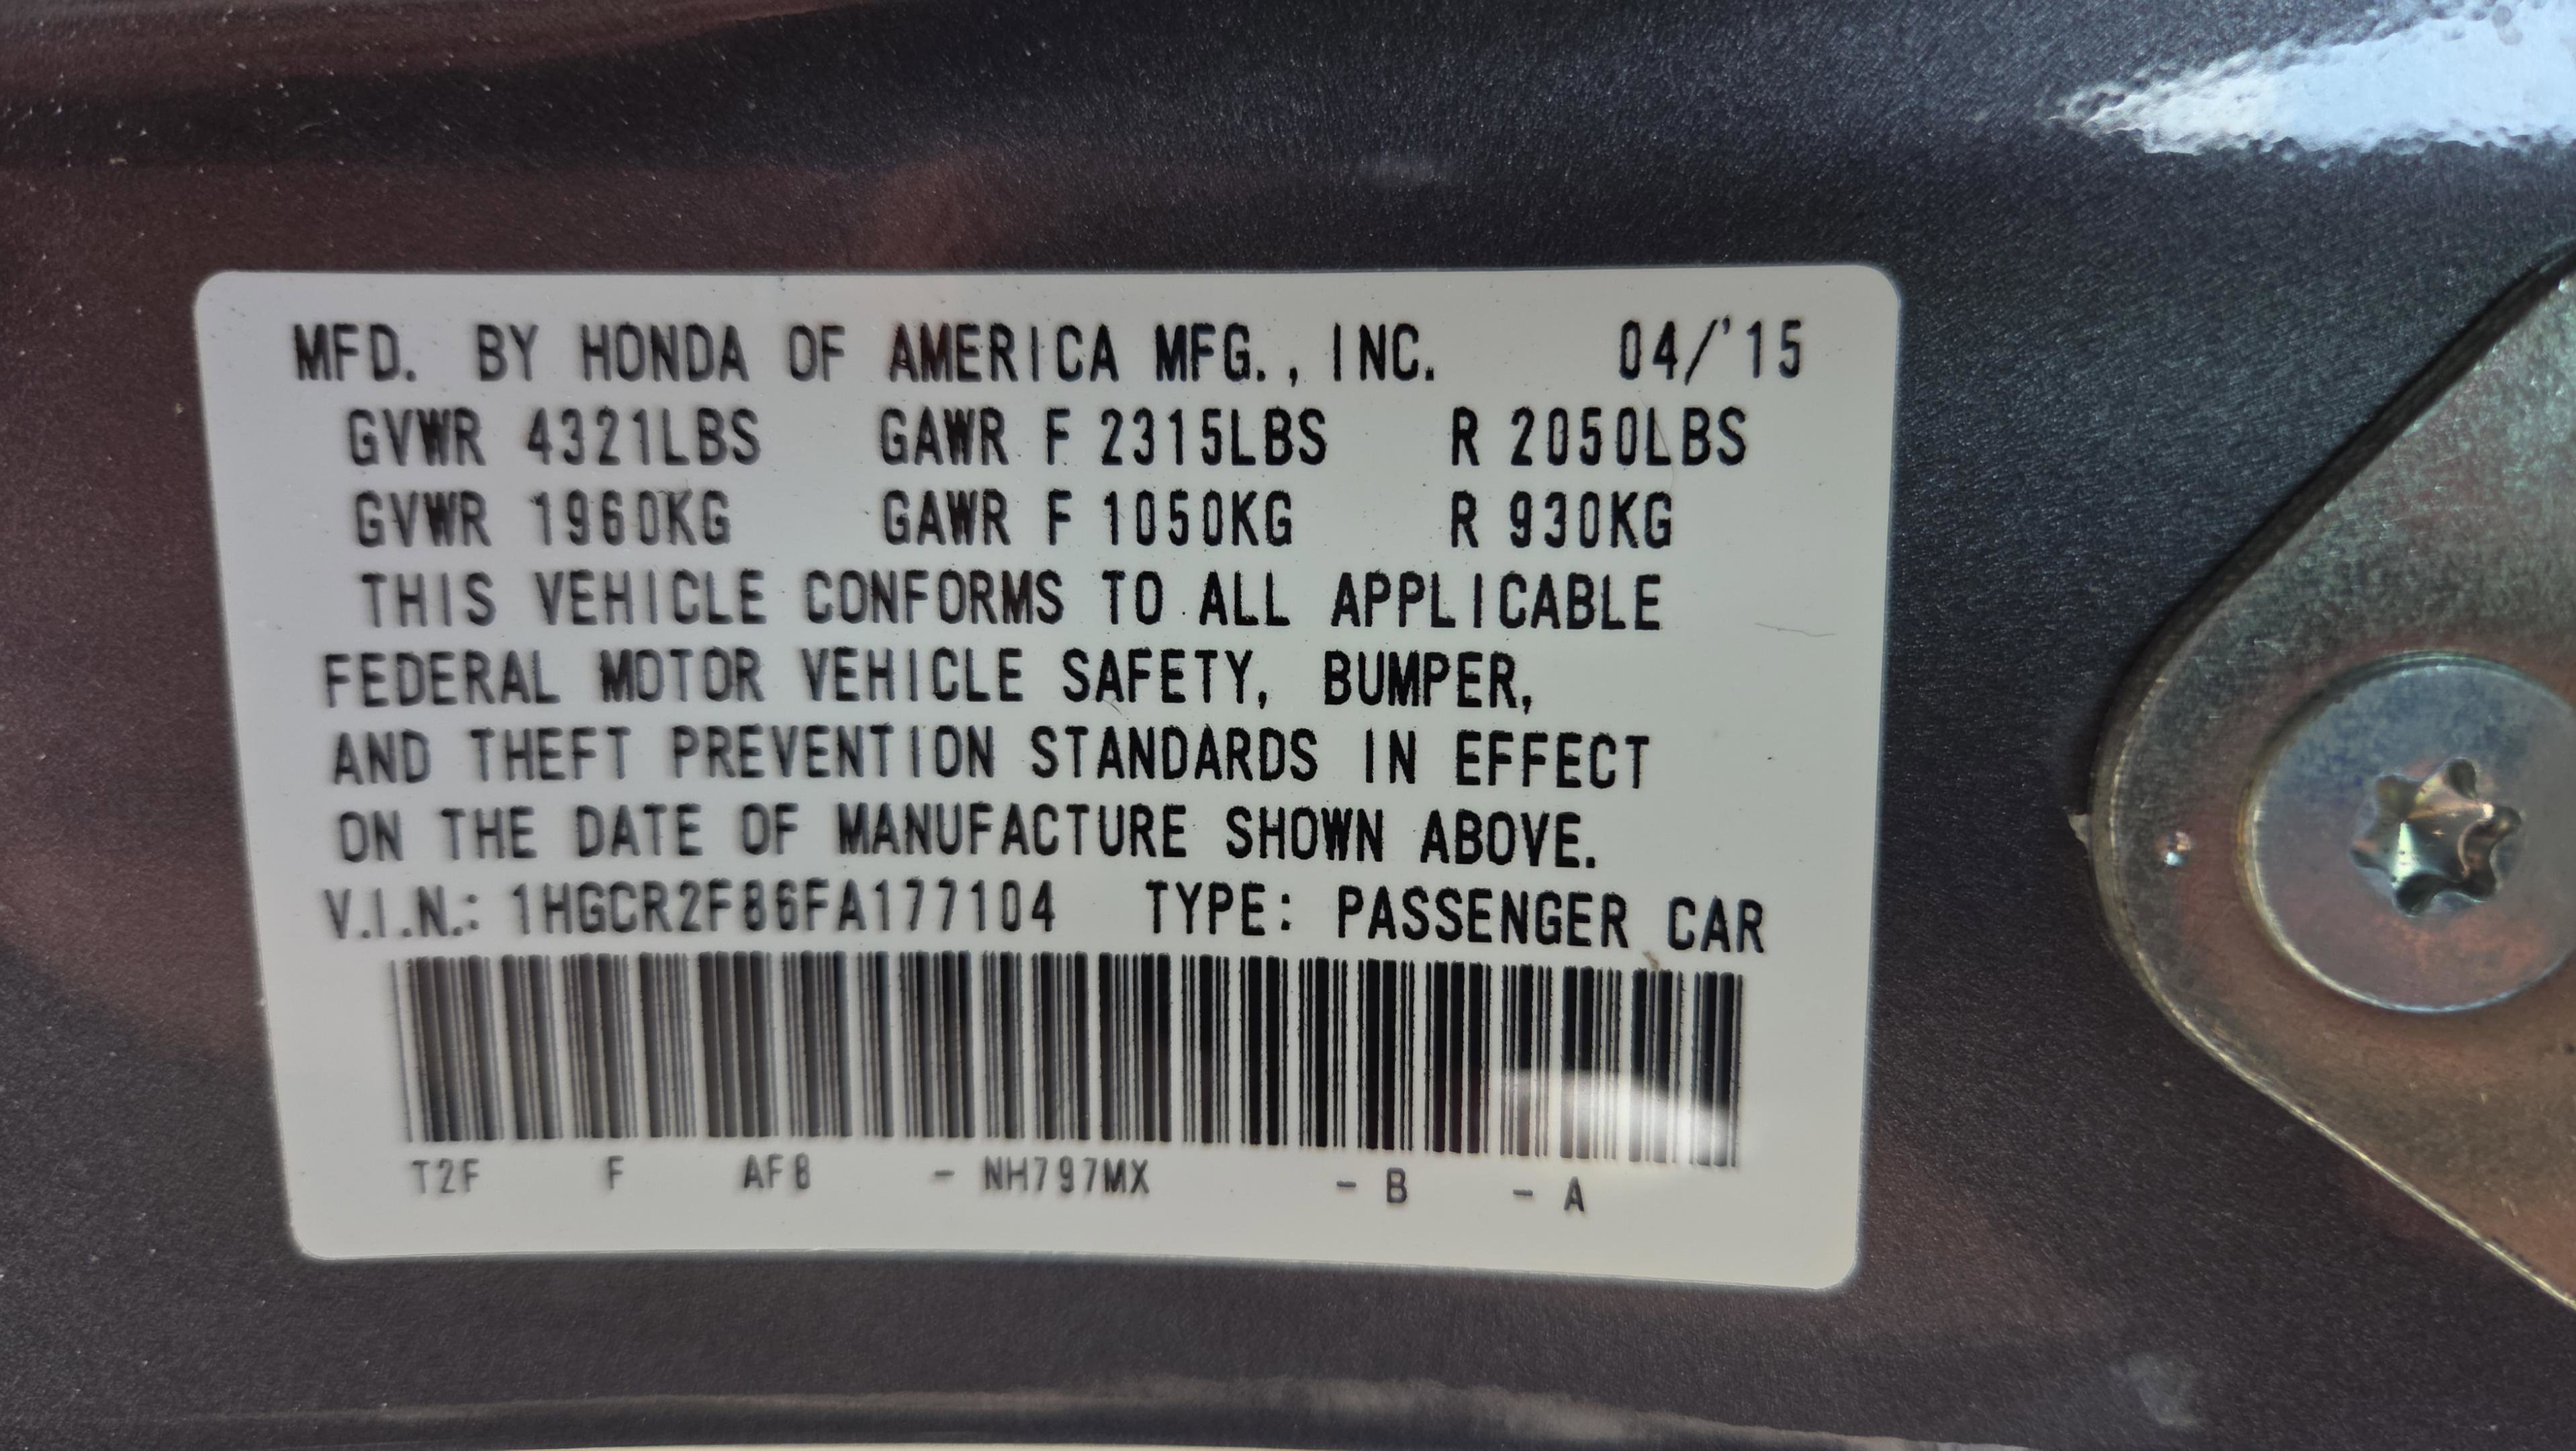 MFD. BY HONDA OF AMERICA MFG., INC. 04/'15
GVWR 4321LBS GAWR F 2315LBS R 2050LBS
GVWR 1960KG GAWR F 1050KG R 930KG
THIS VEHICLE CONFORMS TO ALL APPLICABLE
FEDERAL MOTOR VEHICLE SAFETY, BUMPER,
AND THEFT PREVENTION STANDARDS IN EFFECT
ON THE DATE OF MANUFACTURE SHOWN ABOVE.
V.I.N.: 1HGCR2F86FA177104 TYPE: PASSENGER CAR
T2F F AF8 - NH797MX - B - A